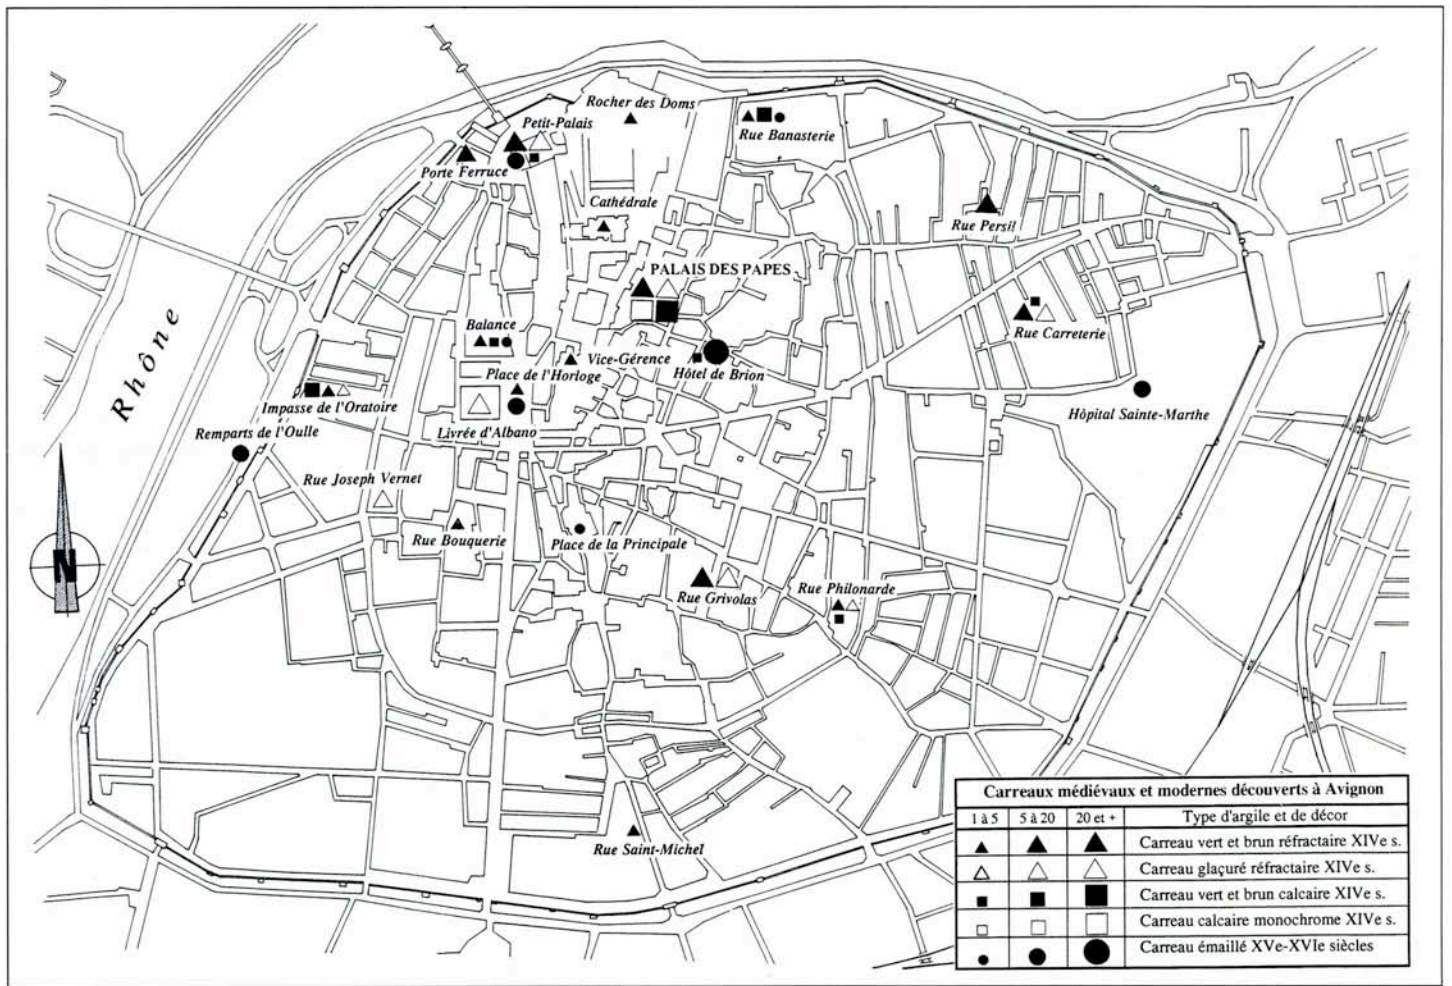 Rocher des Doms
Petit-Palais
Rue Banasterie
Porte Ferruce
Cathédrale
Rue Persil
PALAIS DES PAPES
Rhône
Balance
Rue Carreterie
Vice-Gérence
Place de l'Horloge
Hôtel de Brion
Impasse de l'Oratoire
Hôpital Sainte-Marthe
Remparts de l'Oulle
Livrée d'Albano
Rue Joseph Vernet
Rue Bouquerie
Place de la Principale
N
Rue Grivolas
Rue Philonarde
Rue Saint-Michel
Carreaux médiévaux et modernes découverts à Avignon
1 à 5 5 à 20 20 et + Type d'argile et de décor
Carreau vert et brun réfractaire XIVe s.
Carreau glaçuré réfractaire XIVe s.
Carreau vert et brun calcaire XIVe s.
Carreau calcaire monochrome XIVe s.
Carreau émaillé XVe-XVIe siècles